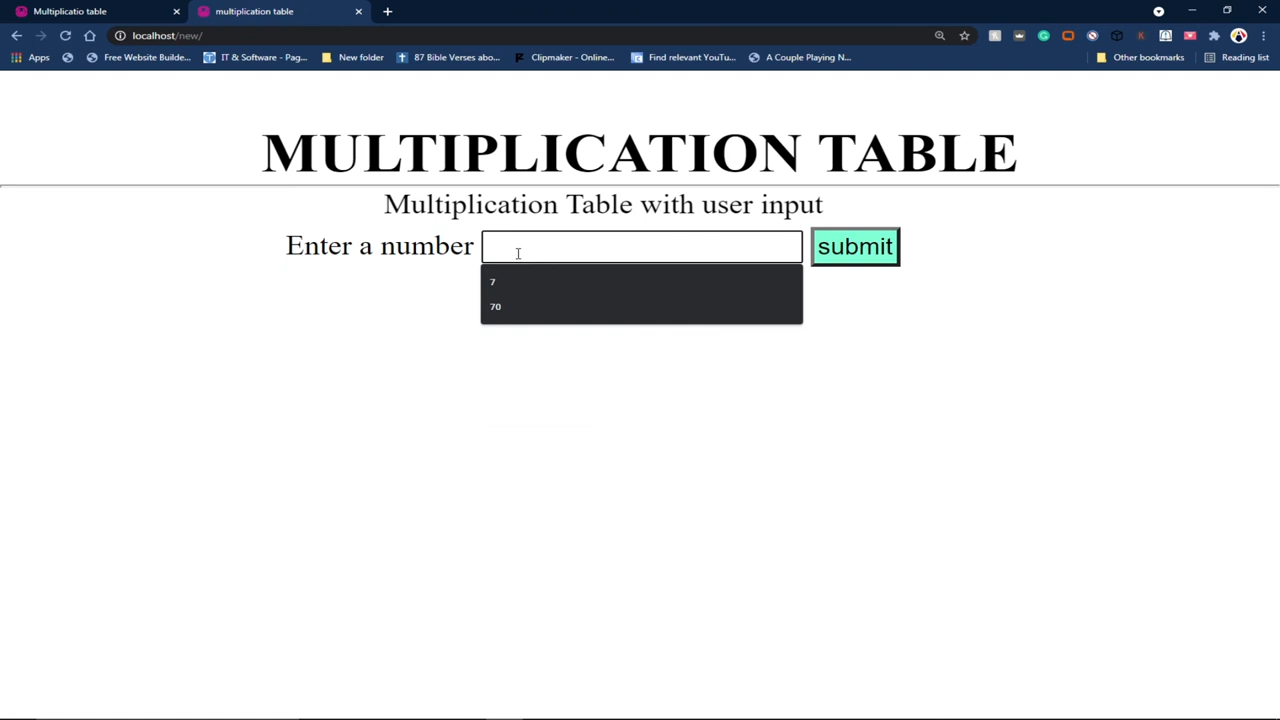 Multiplicatio table
multiplication table
localhost/new/
Apps
Free Website Builde...
IT & Software - Pag...
New folder
87 Bible Verses abo...
Clipmaker - Online...
Find relevant YouTu...
A Couple Playing N...
Other bookmarks
Reading list
MULTIPLICATION TABLE
Multiplication Table with user input
Enter a number
submit
7
70